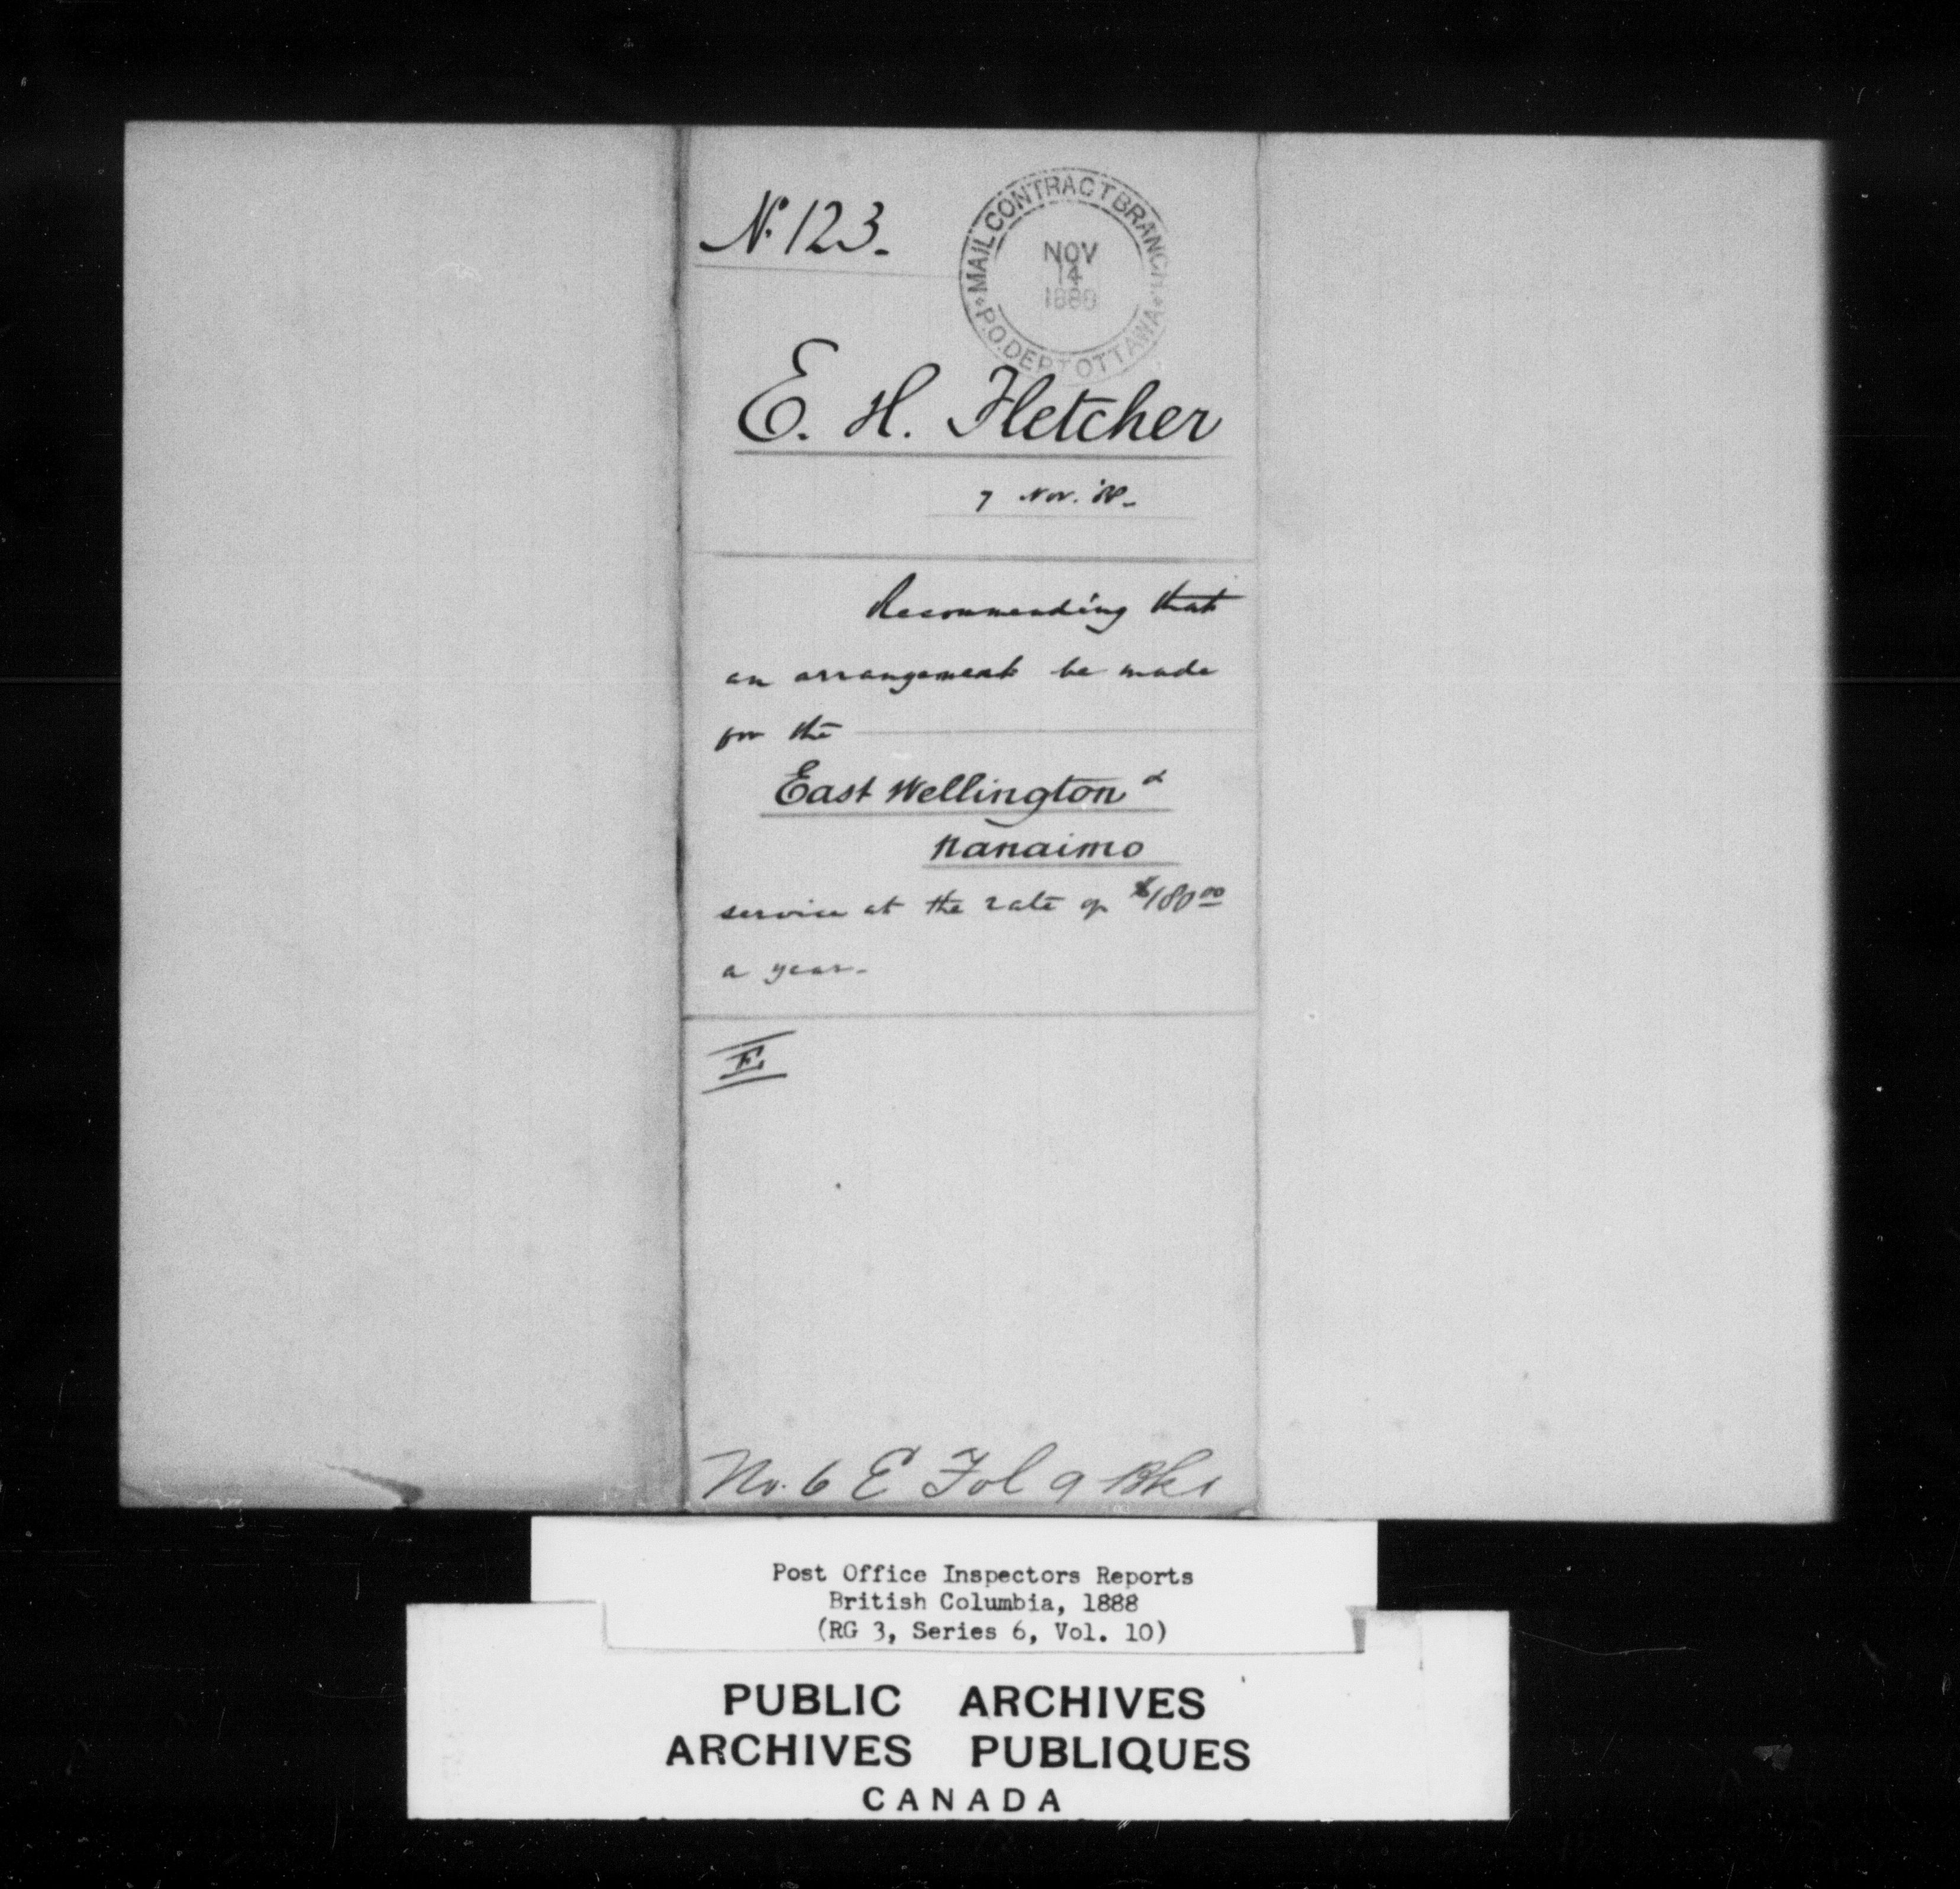 No. 123.
MAIL CONTRACT BRANCH
NOV
14
1888
P.O. DEPT OTTAWA
E. H. Fletcher
7 Nov. '88.
Recommending that
an arrangement be made
for the
East Wellington &
Nanaimo
service at the rate of $180 00
a year.
E.
No. 6 E Fol 9
Post Office Inspectors Reports
British Columbia, 1888
(RG 3, Series 6, Vol. 10)
PUBLIC ARCHIVES
ARCHIVES PUBLIQUES
CANADA